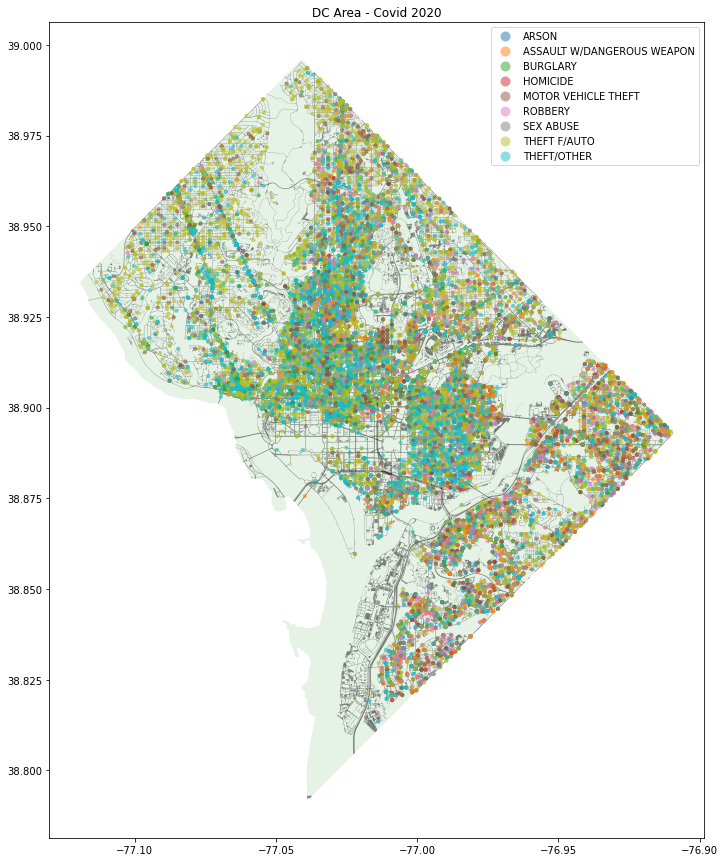 DC Area - Covid 2020
39.000
38.975
38.950
38.925
38.900
38.875
38.850
38.825
38.800
−77.10
−77.05
−77.00
−76.95
−76.90
ARSON
ASSAULT W/DANGEROUS WEAPON
BURGLARY
HOMICIDE
MOTOR VEHICLE THEFT
ROBBERY
SEX ABUSE
THEFT F/AUTO
THEFT/OTHER